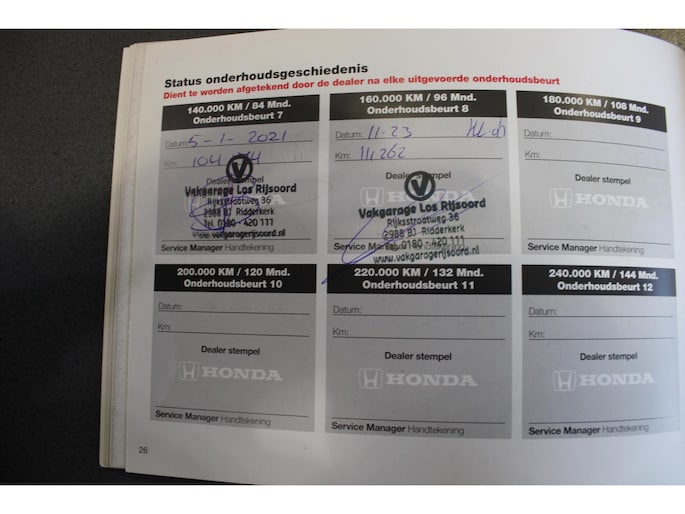 Status onderhoudsgeschiedenis
Dient te worden afgetekend door de dealer na elke uitgevoerde onderhoudsbeurt
140.000 KM / 84 Mnd.
Onderhoudsbeurt 7
Datum: 5-1-2021
Km: 104
Dealer stempel
Vakgarage Los Rijsoord
Rijksstraatweg 36
2988 BJ Ridderkerk
tel. 0180 - 420 111
www.vakgaragerijsoord.nl
Service Manager Handtekening
160.000 KM / 96 Mnd.
Onderhoudsbeurt 8
Datum: 11-23
Km: 111,262
Dealer stempel
HONDA
Vakgarage Los Rijsoord
Rijksstraatweg 36
2988 BJ Ridderkerk
tel. 0180 - 420 111
www.vakgaragerijsoord.nl
Service
180.000 KM / 108 Mnd.
Onderhoudsbeurt 9
Datum:
Km:
Dealer stempel
HONDA
Service Manager Handtekening
200.000 KM / 120 Mnd.
Onderhoudsbeurt 10
Datum:
Km:
Dealer stempel
HONDA
Service Manager Handtekening
220.000 KM / 132 Mnd.
Onderhoudsbeurt 11
Datum:
Km:
Dealer stempel
HONDA
Service Manager Handtekening
240.000 KM / 144 Mnd.
Onderhoudsbeurt 12
Datum:
Km:
Dealer stempel
HONDA
Service Manager Handtekening
26